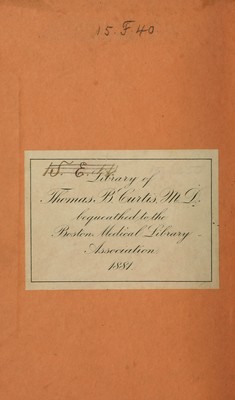 15. F 40.
Library of
Thomas. B. Curtis, M.D.
bequeathed to the
Boston Medical Library
Association
1881